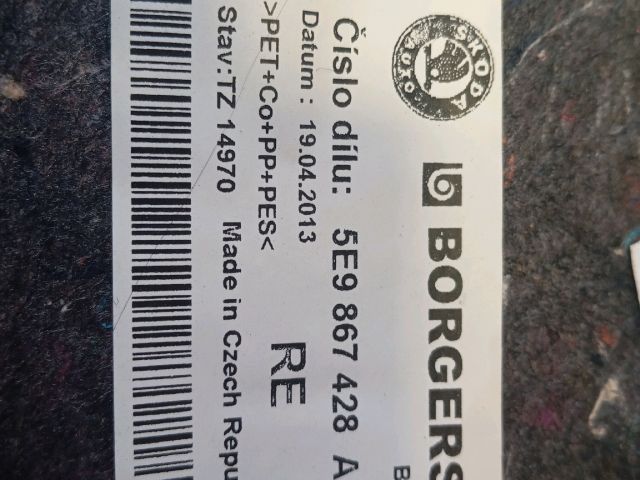 ŠKODA
AUTO
BORGERS
B
Číslo dílu: 5E9 867 428 A
Datum : 19.04.2013
RE
>PET+Co+PP+PES<
Stav:TZ 14970 Made in Czech Repu